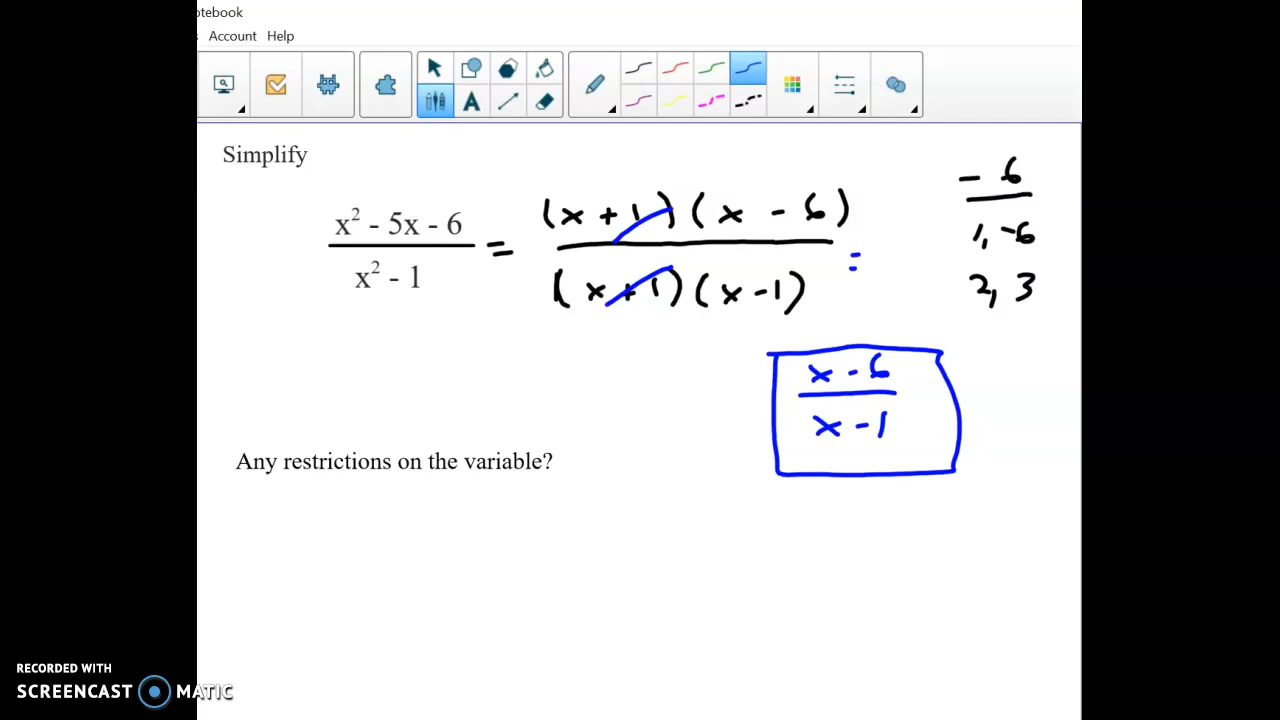 otebook
Account Help
Simplify
x² - 5x - 6
x² - 1
=
(x + 1)(x - 6)
(x + 1)(x - 1)
=
- 6
1, -6
2, 3
x - 6
x - 1
Any restrictions on the variable?
RECORDED WITH
SCREENCAST MATIC